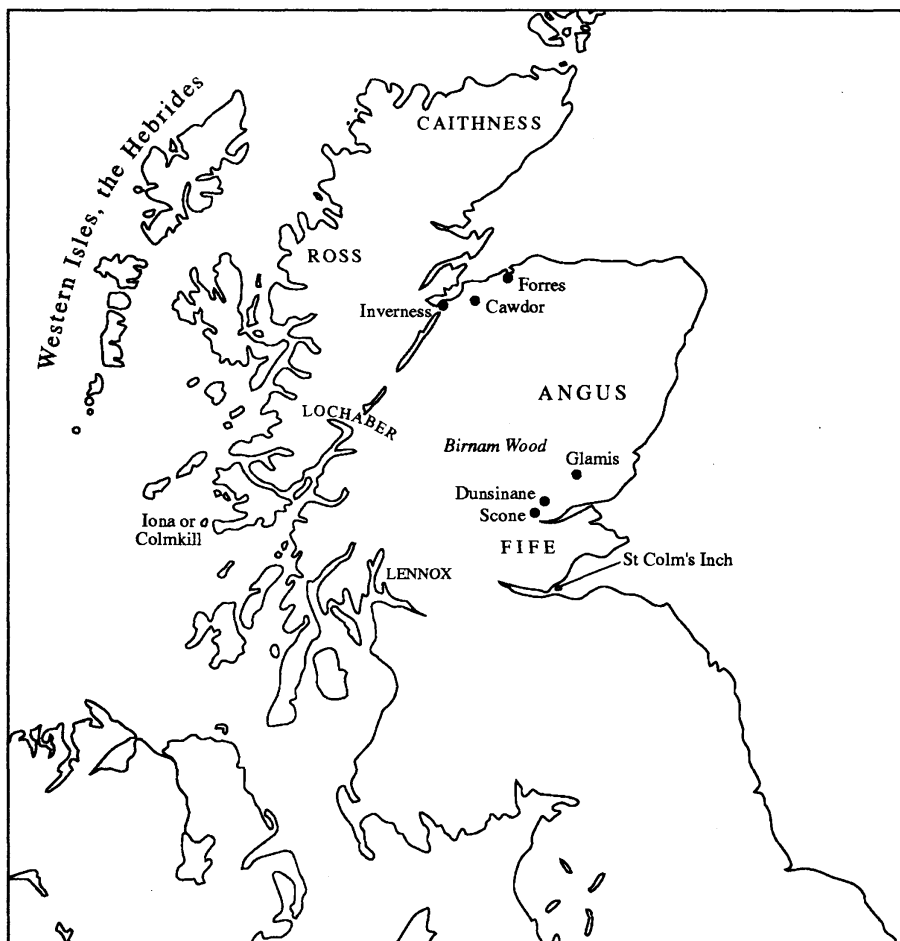 Western Isles, the Hebrides
CAITHNESS
ROSS
Forres
Cawdor
Inverness
ANGUS
LOCHABER
Birnam Wood
Glamis
Dunsinane
Scone
Iona or
Colmkill
FIFE
St Colm's Inch
LENNOX